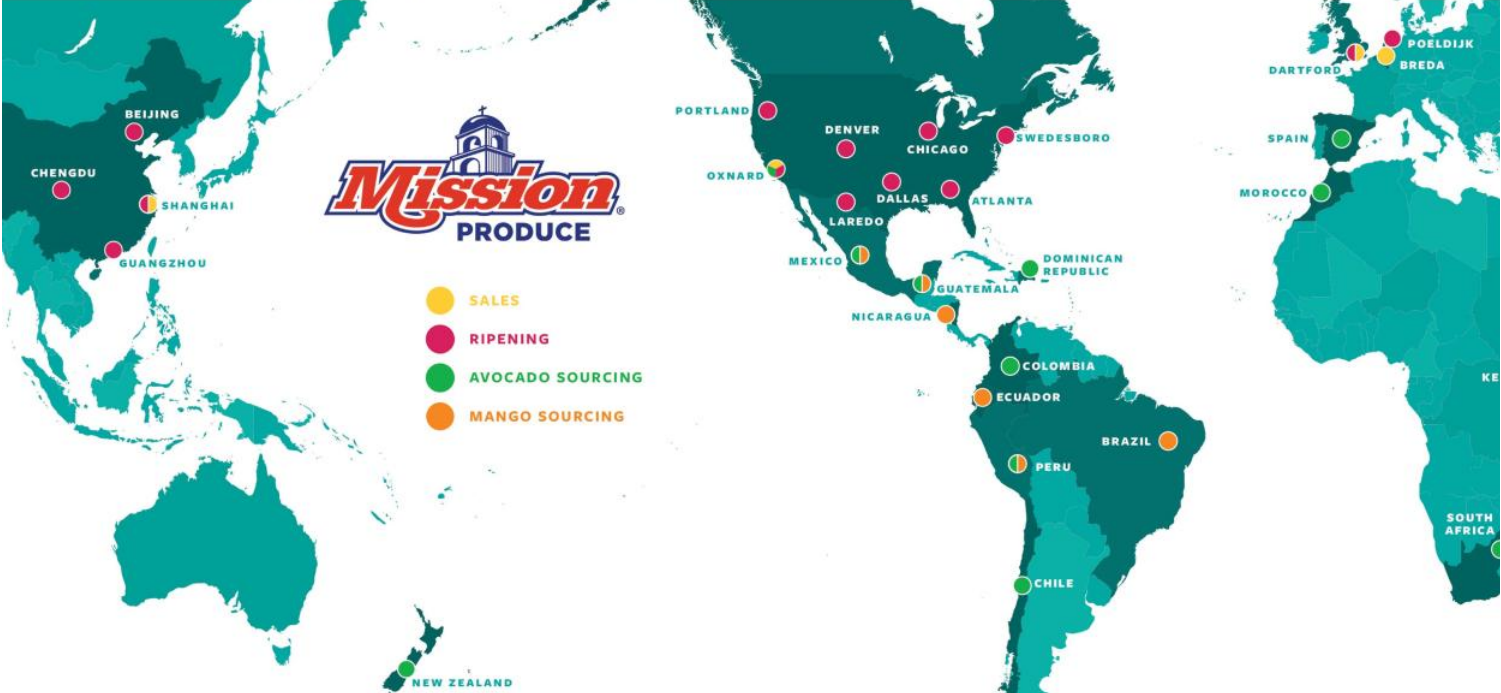 BEIJING
CHENGDU
SHANGHAI
GUANGZHOU
Mission®
PRODUCE
SALES
RIPENING
AVOCADO SOURCING
MANGO SOURCING
NEW ZEALAND
PORTLAND
DENVER
CHICAGO
SWEDESBORO
OXNARD
DALLAS
ATLANTA
LAREDO
MEXICO
DOMINICAN
REPUBLIC
GUATEMALA
NICARAGUA
COLOMBIA
ECUADOR
BRAZIL
PERU
CHILE
POELDIJK
DARTFORD
BREDA
SPAIN
MOROCCO
KE
SOUTH
AFRICA